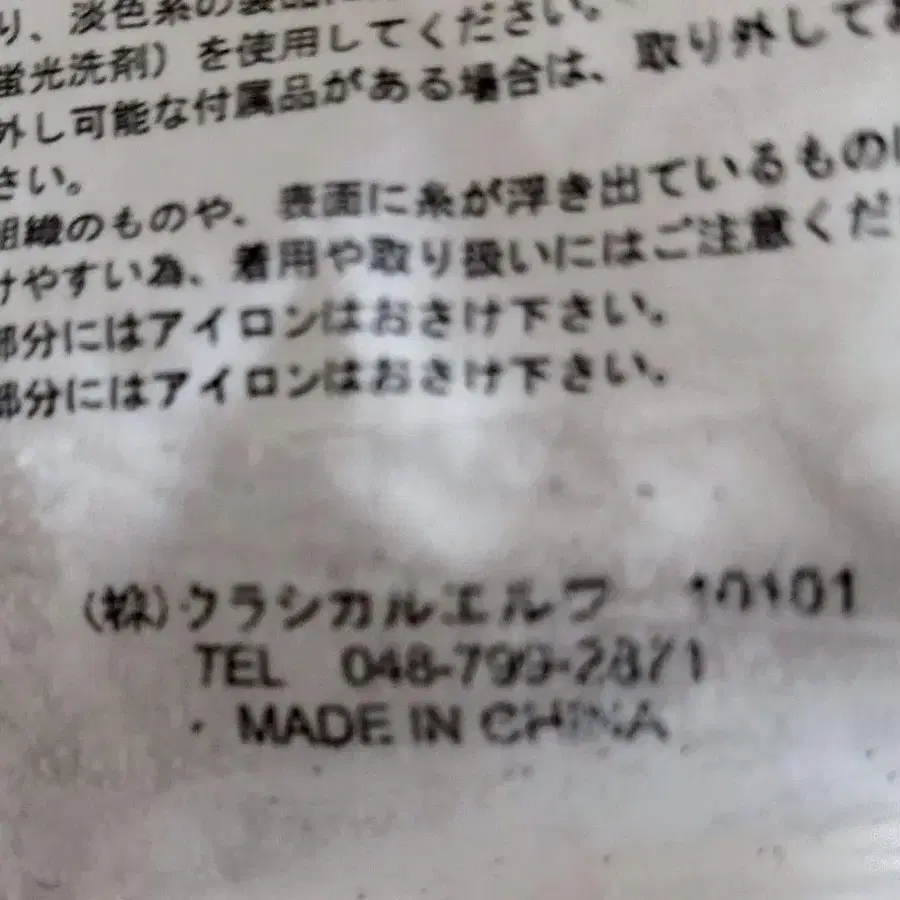 り、淡色系の製品に
蛍光洗剤）を使用してください。
外し可能な付属品がある場合は、取り外してお
さい。
組織のものや、表面に糸が浮き出ているものは
けやすい為、着用や取り扱いにはご注意くだ
部分にはアイロンはおさけ下さい。
部分にはアイロンはおさけ下さい。
(株)クラシカルエルフ 10101
TEL 048-799-2871
・MADE IN CHINA